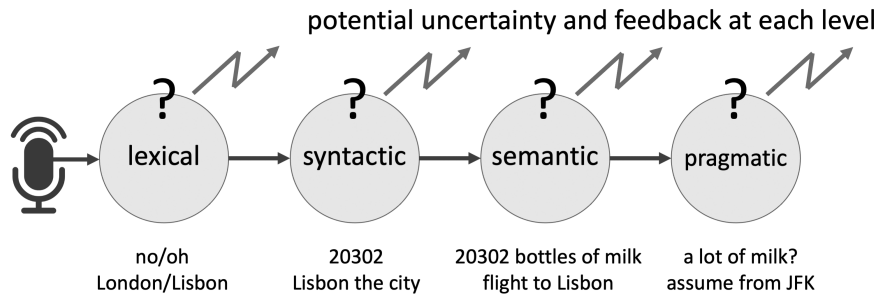 potential uncertainty and feedback at each level
? ? ? ?
lexical syntactic semantic pragmatic
no/oh 20302 20302 bottles of milk a lot of milk?
London/Lisbon Lisbon the city flight to Lisbon assume from JFK